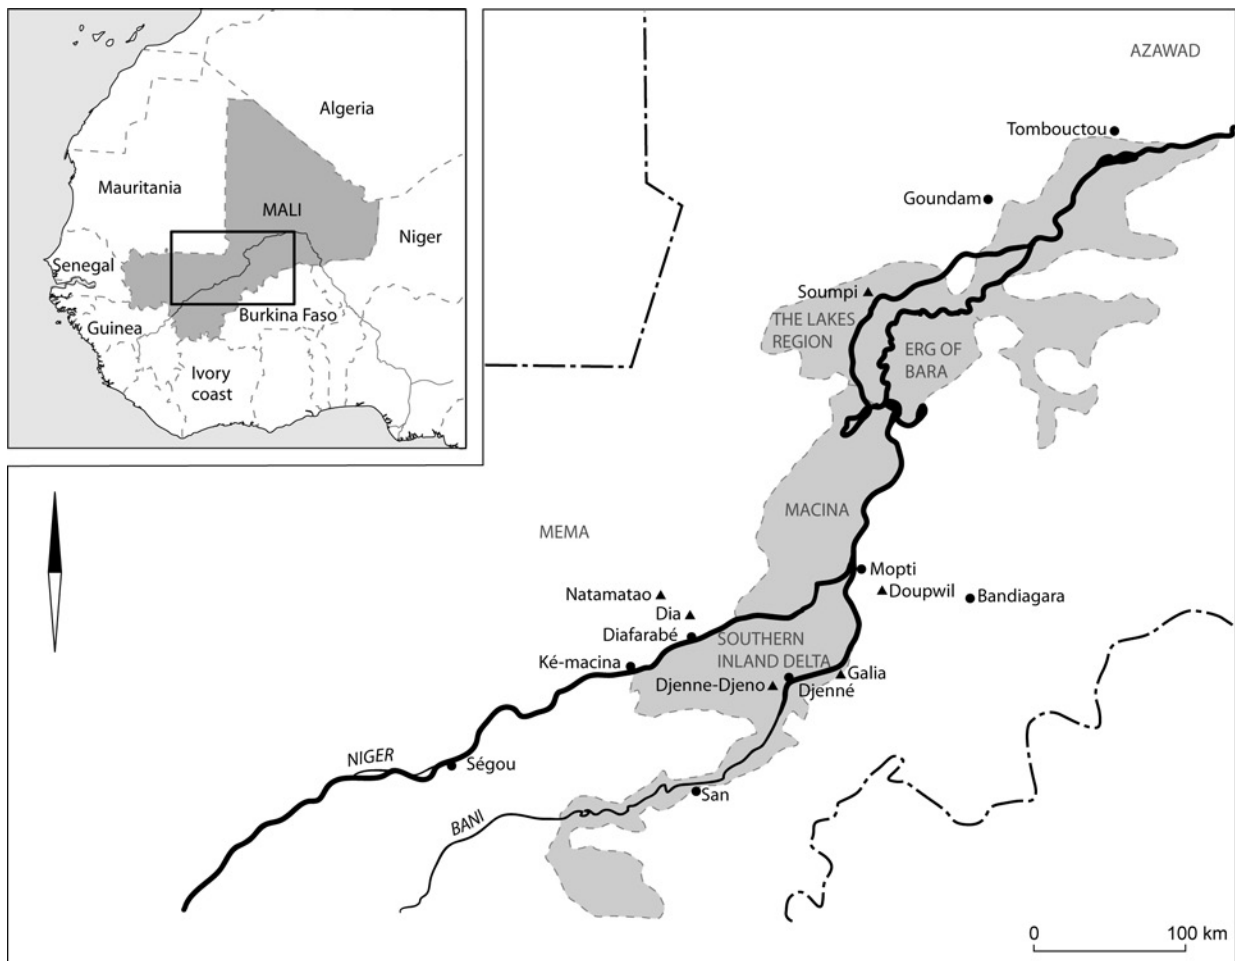 Algeria
Mauritania
MALI
Niger
Senegal
Guinea
Burkina Faso
Ivory
coast
AZAWAD
Tombouctou
Goundam
Soumpi
THE LAKES
REGION
ERG OF
BARA
MACINA
MEMA
Mopti
Natamatao
Doupwil
Bandiagara
Dia
Diafarabé
SOUTHERN
INLAND DELTA
Ké-macina
Galia
Djenne-Djeno
Djenné
NIGER
Ségou
San
BANI
0
100 km